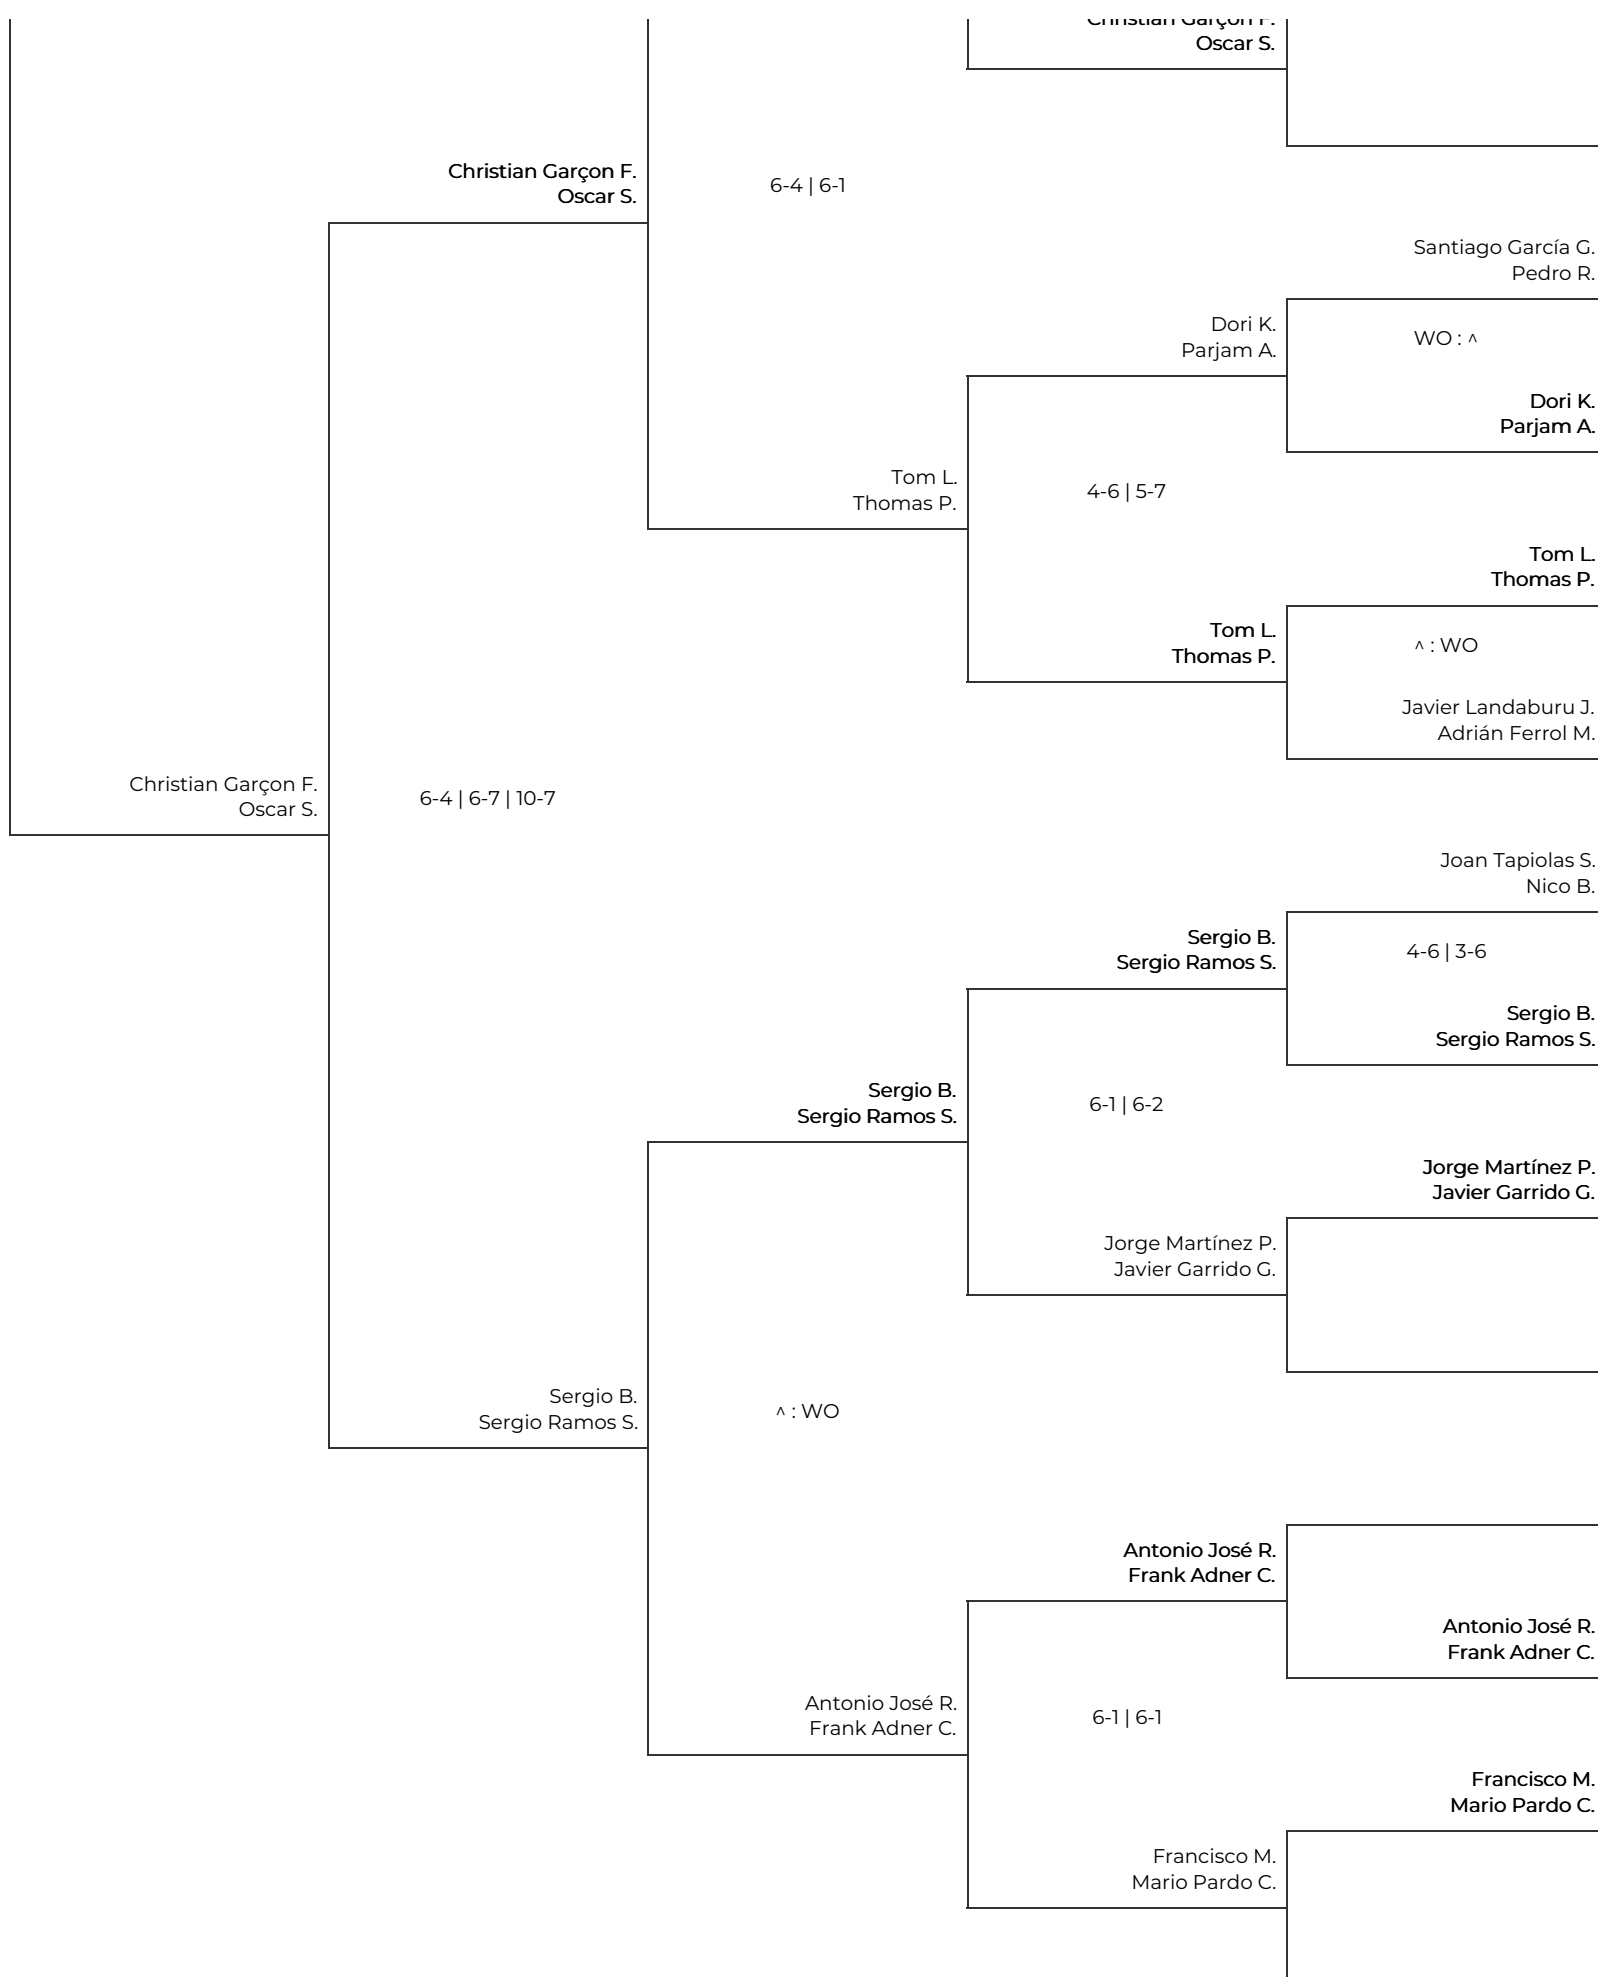 Christian Garçon F.
Oscar S.
Christian Garçon F.
Oscar S.
6-4 | 6-1
Santiago García G.
Pedro R.
Dori K.
Parjam A.
WO : ^
Dori K.
Parjam A.
Tom L.
Thomas P.
4-6 | 5-7
Tom L.
Thomas P.
Tom L.
Thomas P.
^ : WO
Javier Landaburu J.
Adrián Ferrol M.
Christian Garçon F.
Oscar S.
6-4 | 6-7 | 10-7
Joan Tapiolas S.
Nico B.
Sergio B.
Sergio Ramos S.
4-6 | 3-6
Sergio B.
Sergio Ramos S.
Sergio B.
Sergio Ramos S.
6-1 | 6-2
Jorge Martínez P.
Javier Garrido G.
Jorge Martínez P.
Javier Garrido G.
Sergio B.
Sergio Ramos S.
^ : WO
Antonio José R.
Frank Adner C.
Antonio José R.
Frank Adner C.
Antonio José R.
Frank Adner C.
6-1 | 6-1
Francisco M.
Mario Pardo C.
Francisco M.
Mario Pardo C.